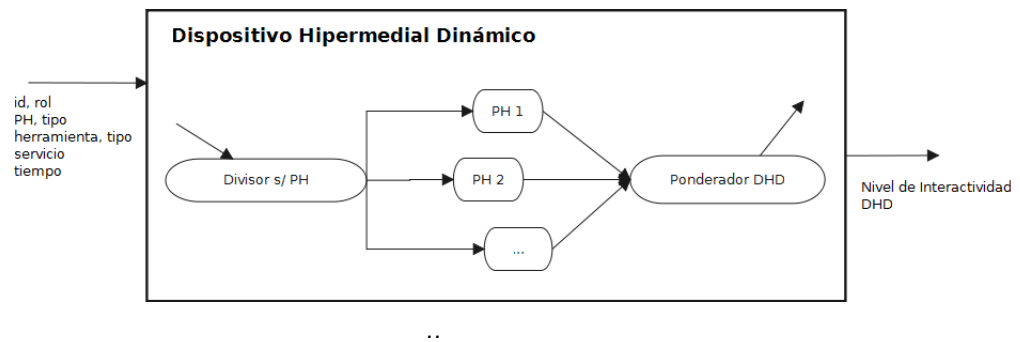 Dispositivo Hipermedial Dinámico
id, rol
PH, tipo
herramienta, tipo
servicio
tiempo
PH 1
Divisor s/ PH
PH 2
Ponderador DHD
...
Nivel de Interactividad
DHD